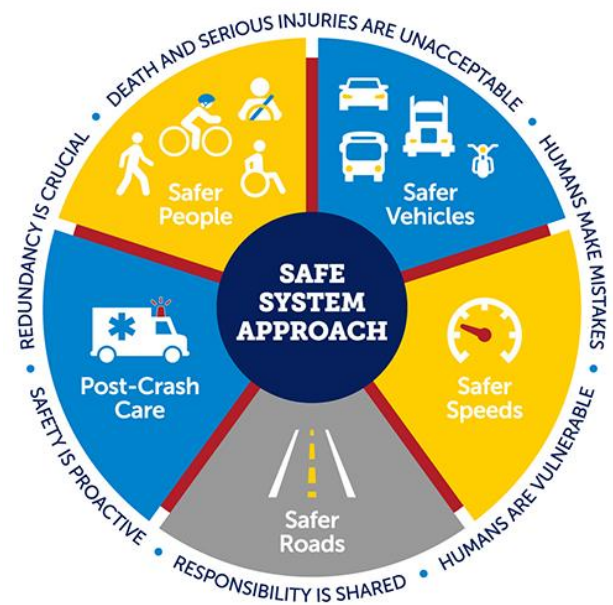 DEATH AND SERIOUS INJURIES ARE UNACCEPTABLE
HUMANS MAKE MISTAKES
HUMANS ARE VULNERABLE
RESPONSIBILITY IS SHARED
SAFETY IS PROACTIVE
REDUNDANCY IS CRUCIAL
Safer
People
Safer
Vehicles
SAFE
SYSTEM
APPROACH
Post-Crash
Care
Safer
Speeds
Safer
Roads